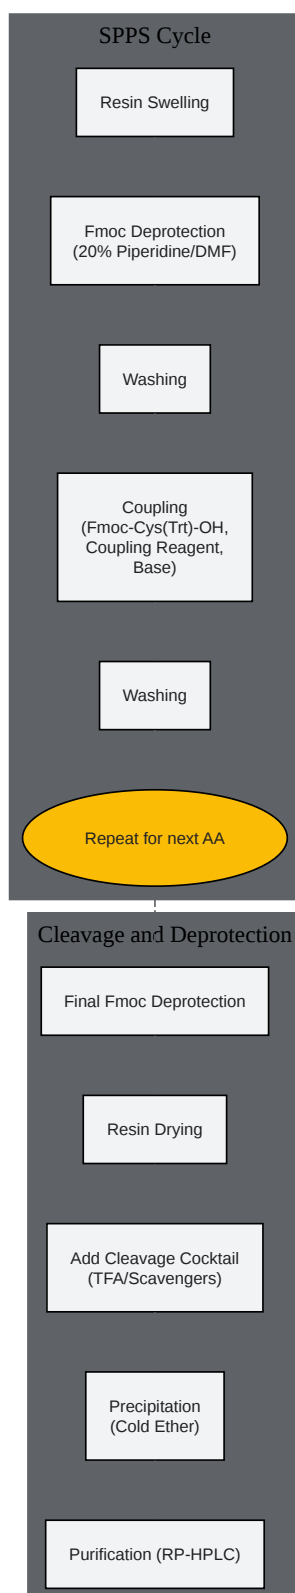 SPPS Cycle
Resin Swelling
Fmoc Deprotection
(20% Piperidine/DMF)
Washing
Coupling
(Fmoc-Cys(Trt)-OH,
Coupling Reagent,
Base)
Washing
Repeat for next AA
Cleavage and Deprotection
Final Fmoc Deprotection
Resin Drying
Add Cleavage Cocktail
(TFA/Scavengers)
Precipitation
(Cold Ether)
Purification (RP-HPLC)